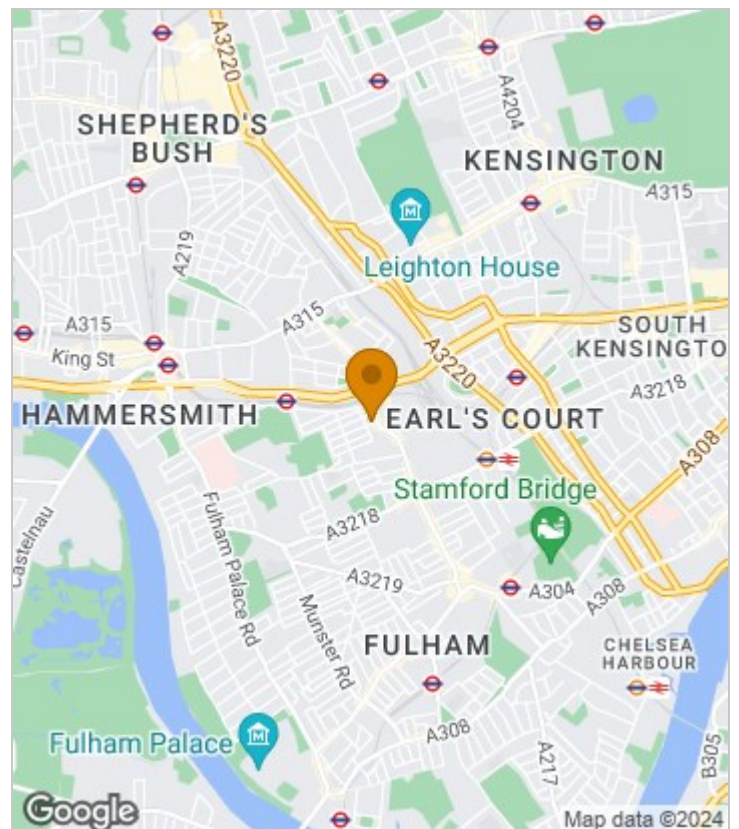 A3220
SHEPHERD'S
BUSH
A4204
KENSINGTON
A315
A219
Leighton House
A315
A315
King St
SOUTH
KENSINGTO
A3220
A3218
HAMMERSMITH
EARL'S COURT
A308
Stamford Bridge
Castelnau
Fulham Palace Rd
A3218
A3219
A304
A308
Munster Rd
FULHAM
CHELSEA
HARBOUR
Fulham Palace
A308
A217
B305
Google
Map data ©2024